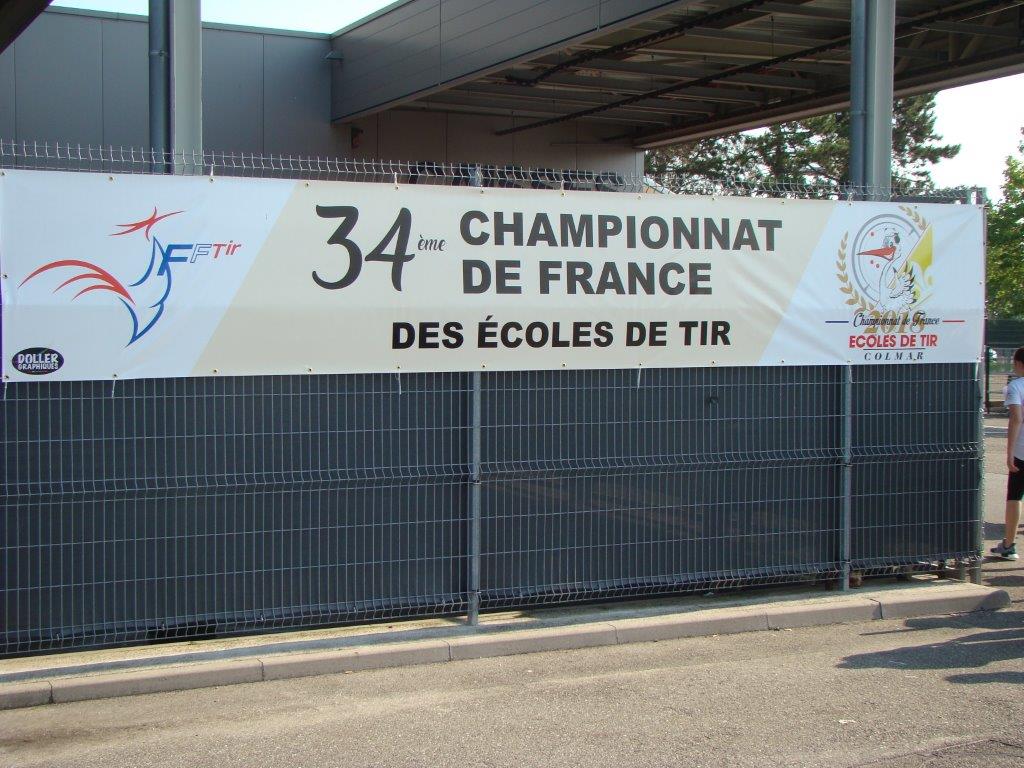 FFTir
DOLLER
GRAPHIQUES
34ème CHAMPIONNAT
DE FRANCE
DES ÉCOLES DE TIR
Championnat de France
ECOLES DE TIR
COLMAR